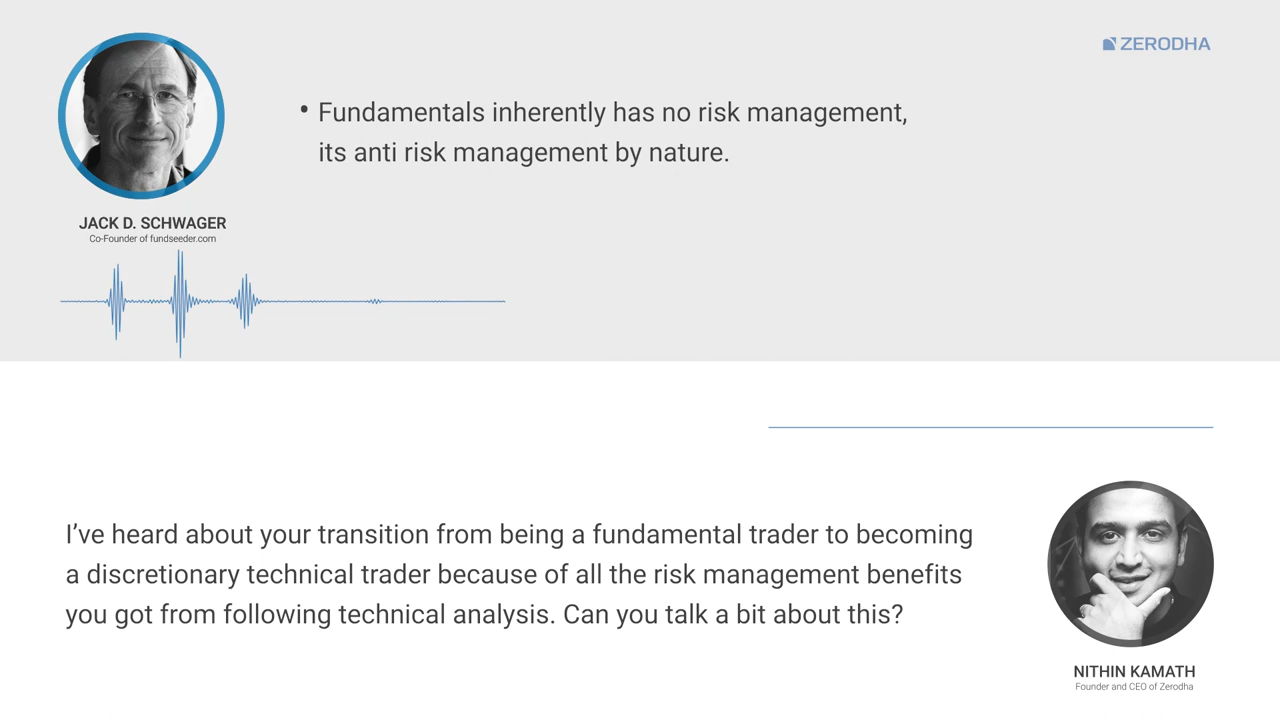 ZERODHA
• Fundamentals inherently has no risk management,
its anti risk management by nature.
JACK D. SCHWAGER
Co-Founder of fundseeder.com
I’ve heard about your transition from being a fundamental trader to becoming
a discretionary technical trader because of all the risk management benefits
you got from following technical analysis. Can you talk a bit about this?
NITHIN KAMATH
Founder and CEO of Zerodha